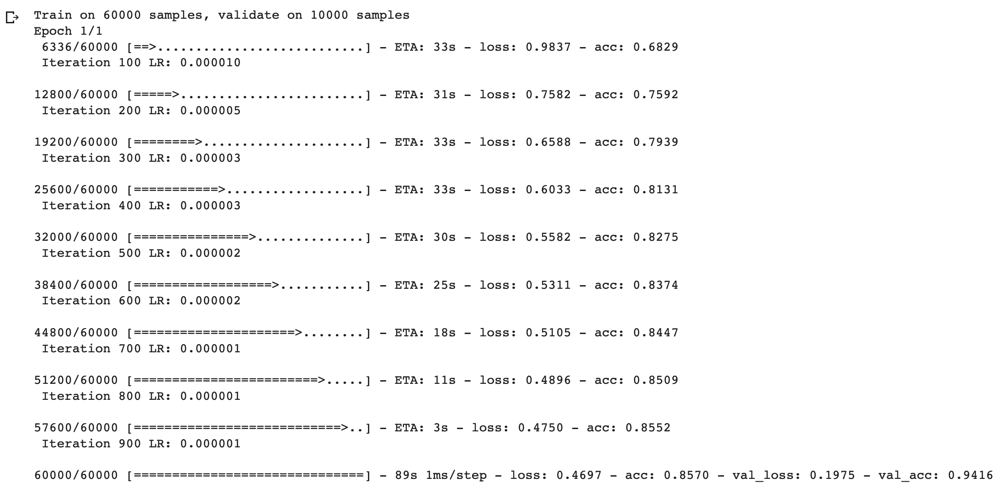 Train on 60000 samples, validate on 10000 samples
Epoch 1/1
6336/60000 [==>...........................] - ETA: 33s - loss: 0.9837 - acc: 0.6829
Iteration 100 LR: 0.000010
12800/60000 [=====>........................] - ETA: 31s - loss: 0.7582 - acc: 0.7592
Iteration 200 LR: 0.000005
19200/60000 [========>.....................] - ETA: 33s - loss: 0.6588 - acc: 0.7939
Iteration 300 LR: 0.000003
25600/60000 [===========>..................] - ETA: 33s - loss: 0.6033 - acc: 0.8131
Iteration 400 LR: 0.000003
32000/60000 [===============>..............] - ETA: 30s - loss: 0.5582 - acc: 0.8275
Iteration 500 LR: 0.000002
38400/60000 [==================>...........] - ETA: 25s - loss: 0.5311 - acc: 0.8374
Iteration 600 LR: 0.000002
44800/60000 [=====================>........] - ETA: 18s - loss: 0.5105 - acc: 0.8447
Iteration 700 LR: 0.000001
51200/60000 [========================>.....] - ETA: 11s - loss: 0.4896 - acc: 0.8509
Iteration 800 LR: 0.000001
57600/60000 [===========================>..] - ETA: 3s - loss: 0.4750 - acc: 0.8552
Iteration 900 LR: 0.000001
60000/60000 [==============================] - 89s 1ms/step - loss: 0.4697 - acc: 0.8570 - val_loss: 0.1975 - val_acc: 0.9416